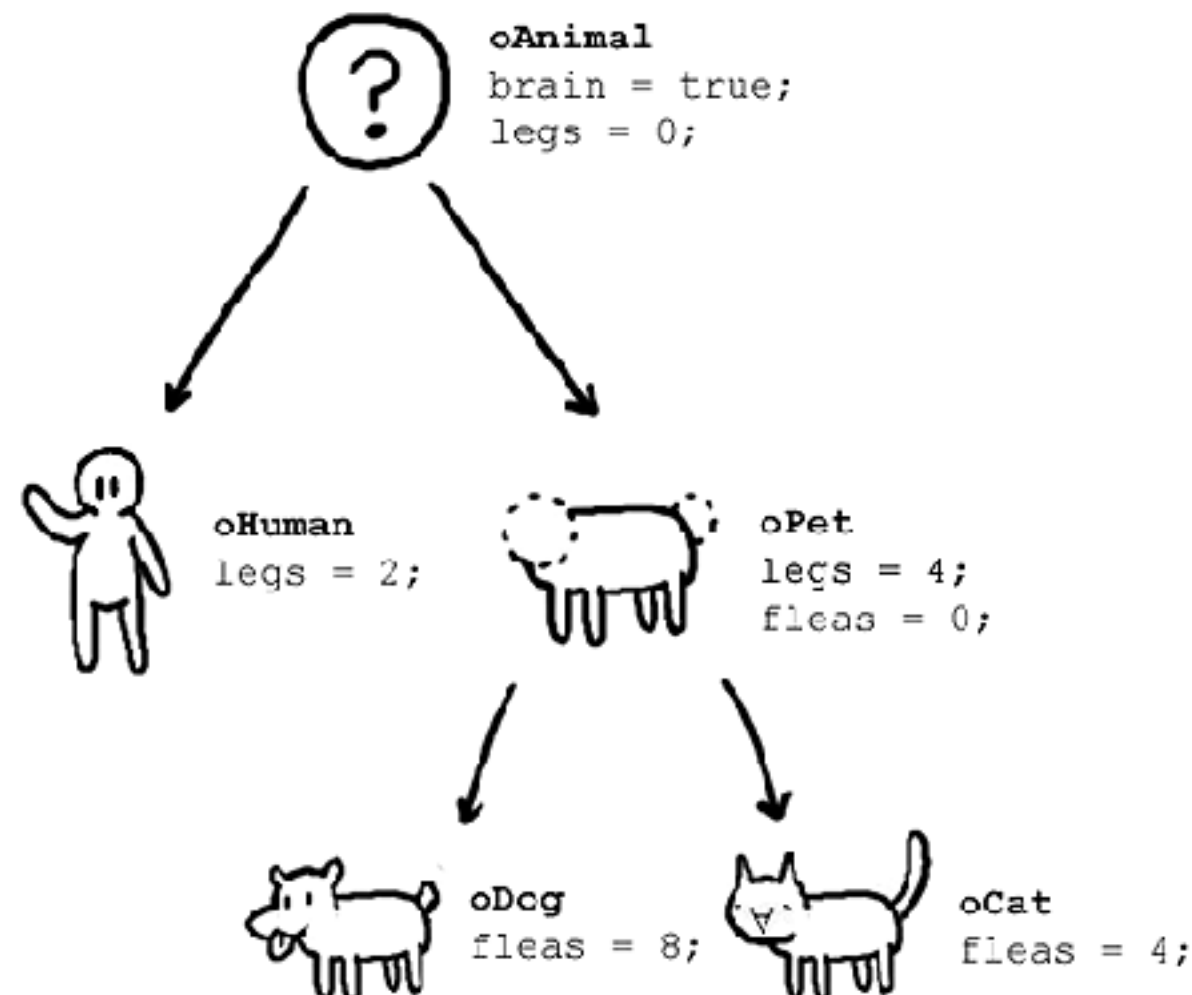 ?
oAnimal
brain = true;
legs = 0;
oHuman
legs = 2;
oPet
legs = 4;
fleas = 0;
oDog
fleas = 8;
oCat
fleas = 4;